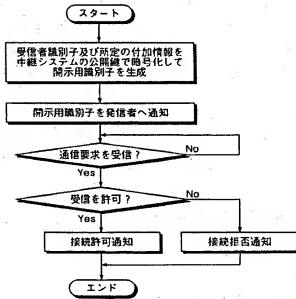 スタート
受信者識別子及び所定の付加情報を
中継システムの公開鍵で暗号化して
開示用識別子を生成
開示用識別子を発信者へ通知
通信要求を受信？
No
Yes
受信を許可？
No
Yes
接続許可通知
接続拒否通知
エンド